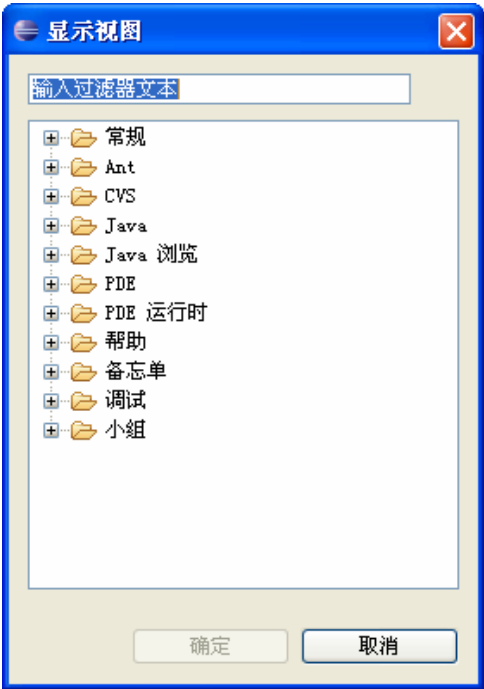 显示视图
输入过滤器文本
常规
Ant
CVS
Java
Java 浏览
PDE
PDE 运行时
帮助
备忘单
调试
小组
确定
取消